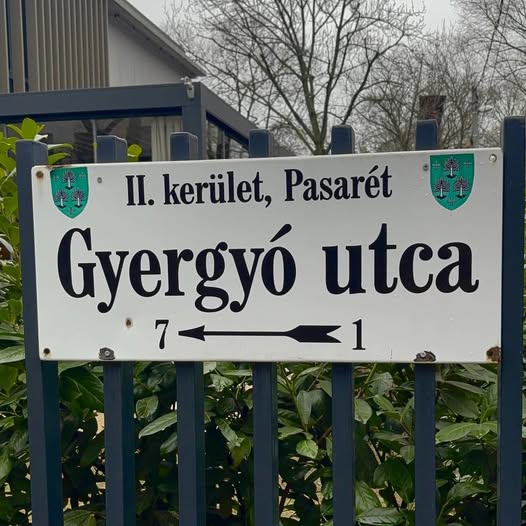 II. kerület, Pasarét
Gyergyó utca
7 1